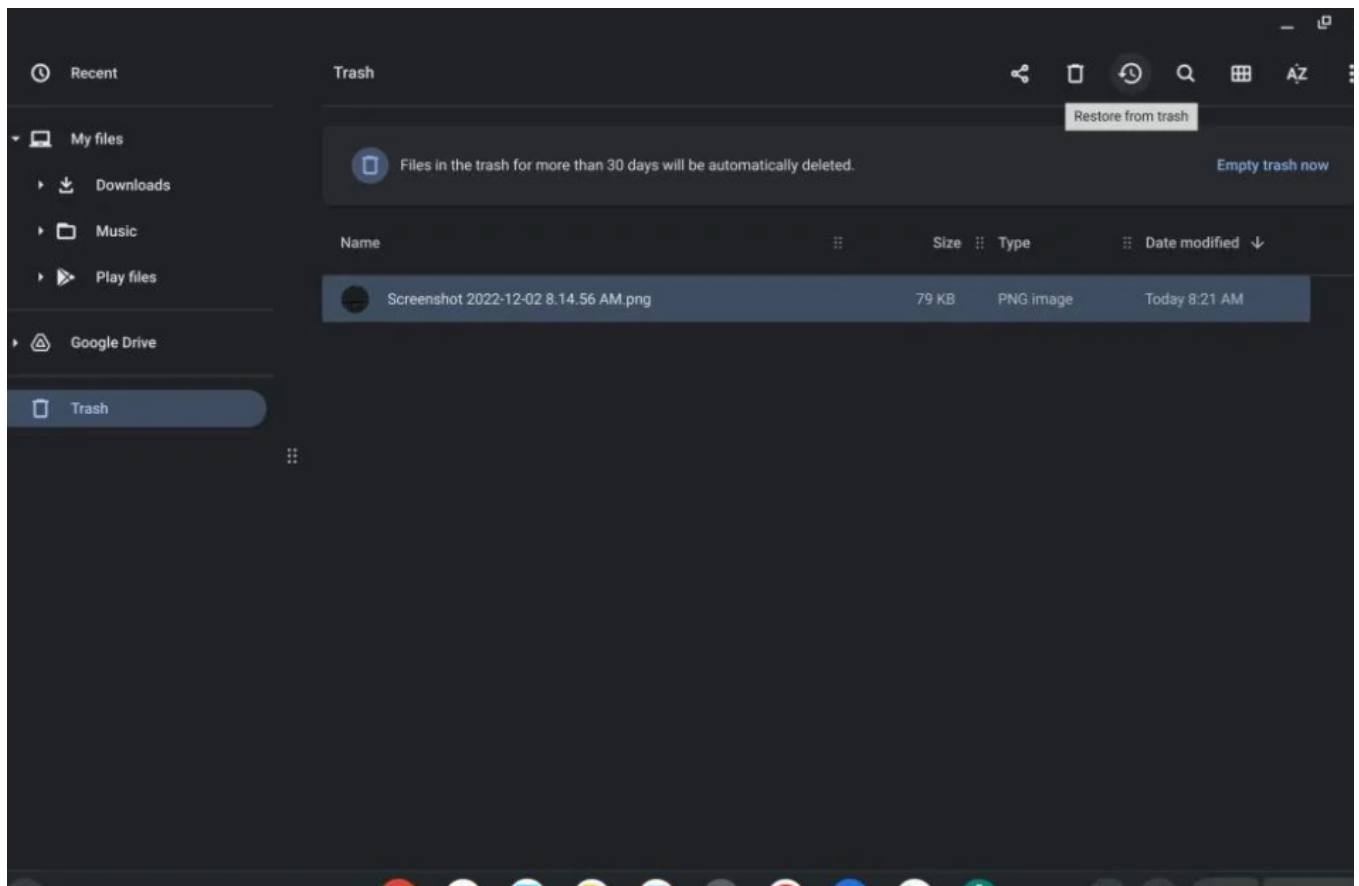 Recent
Trash
Restore from trash
My files
Files in the trash for more than 30 days will be automatically deleted.
Empty trash now
Downloads
Music
Name Size Type Date modified
Play files
Screenshot 2022-12-02 8.14.56 AM.png 79 KB PNG image Today 8:21 AM
Google Drive
Trash